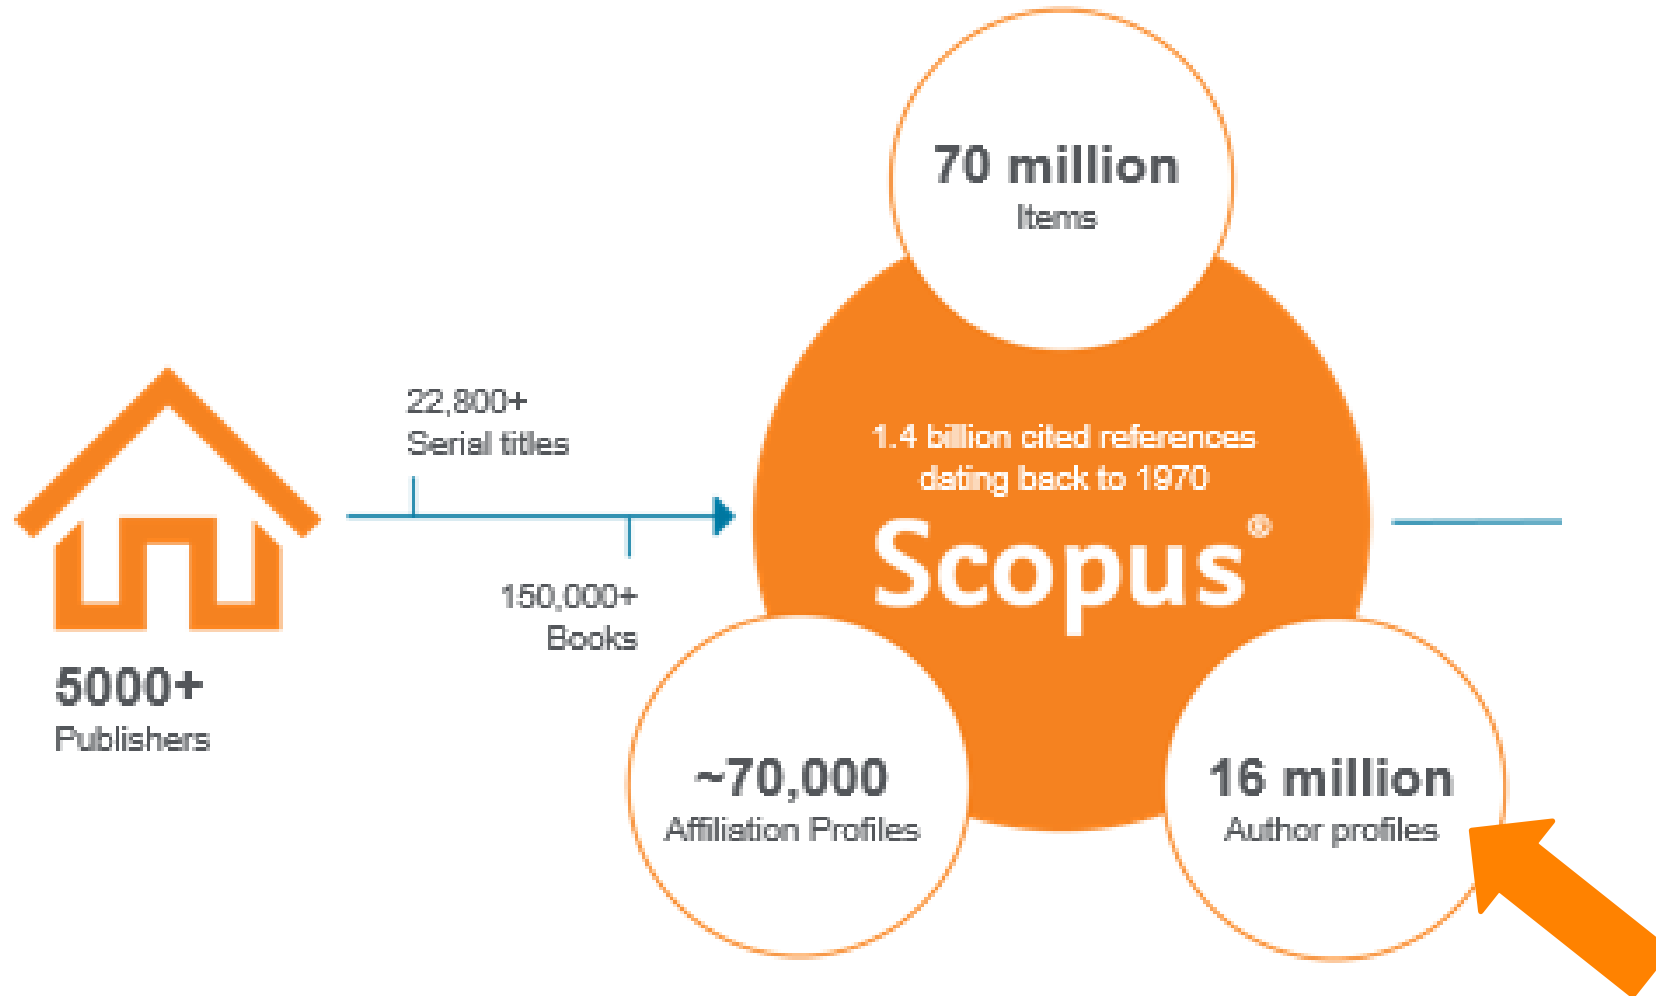 70 million
Items
22,800+
Serial titles
1.4 billion cited references
dating back to 1970
Scopus®
150,000+
Books
5000+
Publishers
~70,000
Affiliation Profiles
16 million
Author profiles